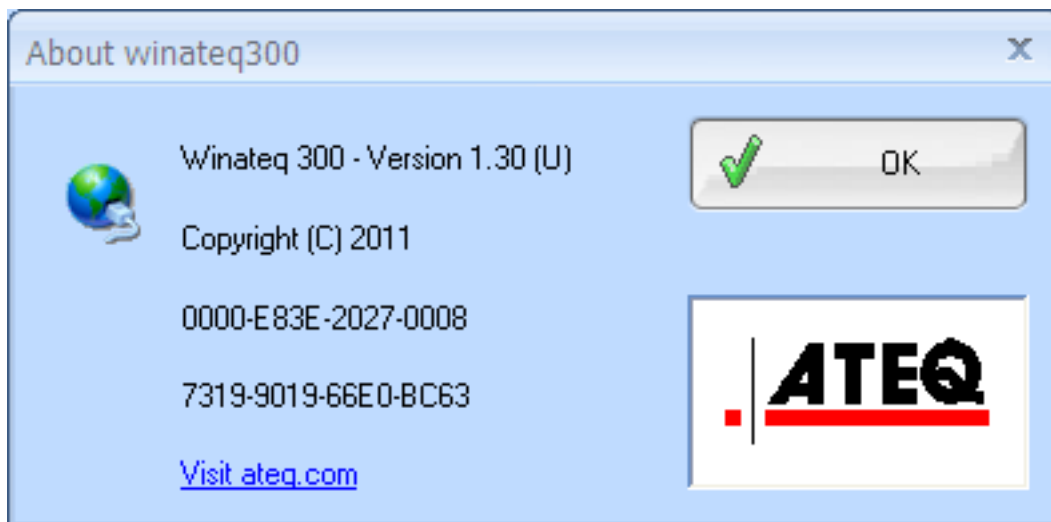 About winateq300
Winateq 300 - Version 1.30 (U)
OK
Copyright (C) 2011
0000-E83E-2027-0008
7319-9019-66E0-BC63
ATEQ
Visit ateq.com